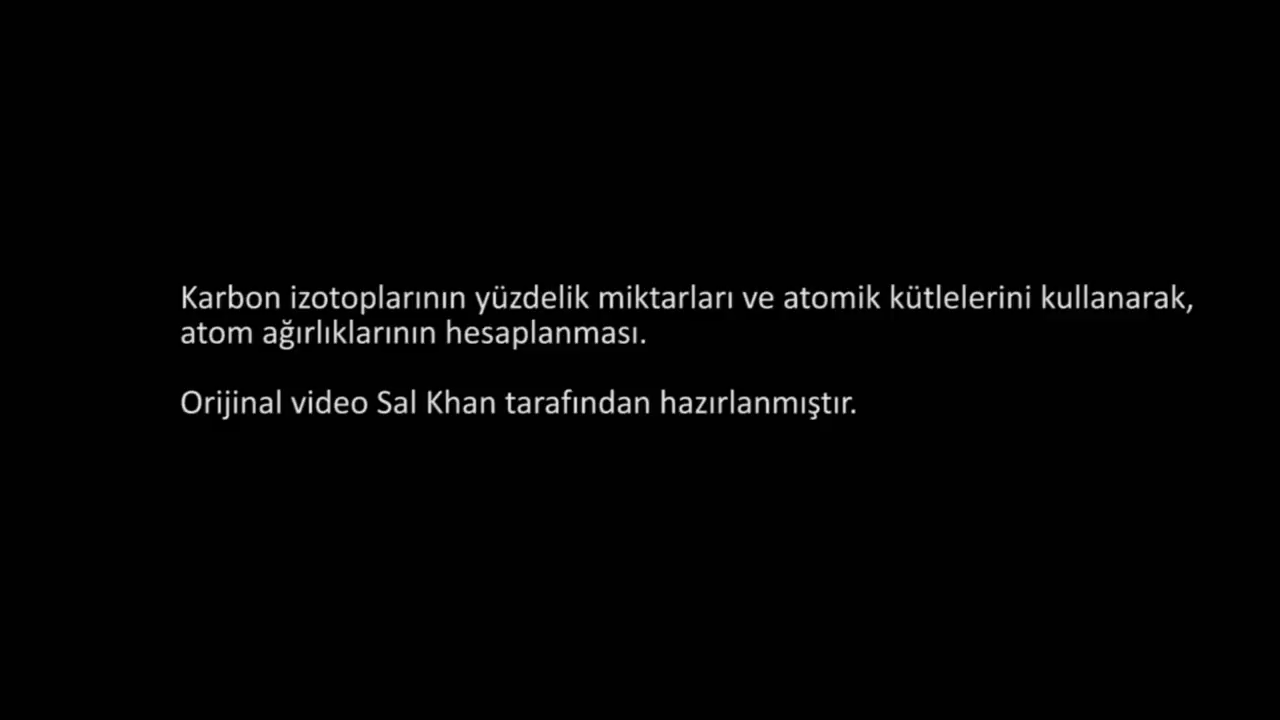 Karbon izotoplarının yüzdelik miktarları ve atomik kütlelerini kullanarak,
atom ağırlıklarının hesaplanması.
Orijinal video Sal Khan tarafından hazırlanmıştır.